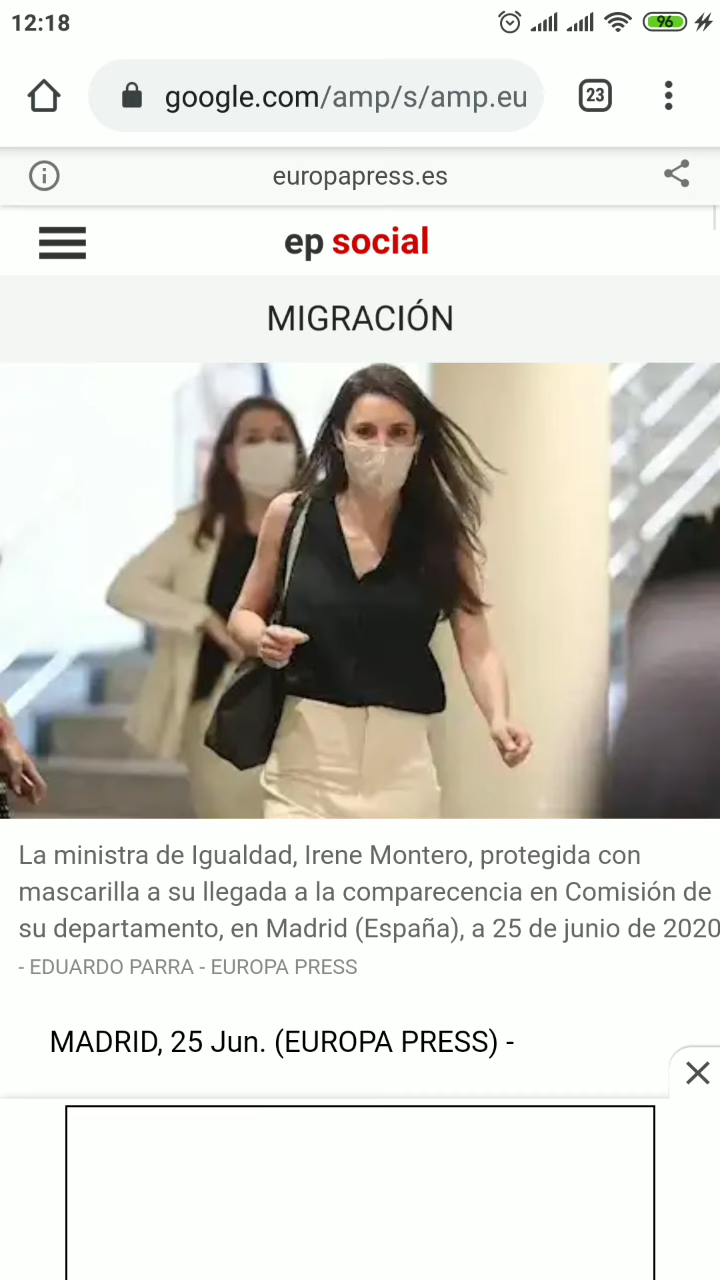 12:18
96
google.com/amp/s/amp.eu
23
europapress.es
ep social
MIGRACIÓN
La ministra de Igualdad, Irene Montero, protegida con
mascarilla a su llegada a la comparecencia en Comisión de
su departamento, en Madrid (España), a 25 de junio de 2020
- EDUARDO PARRA - EUROPA PRESS
MADRID, 25 Jun. (EUROPA PRESS) -